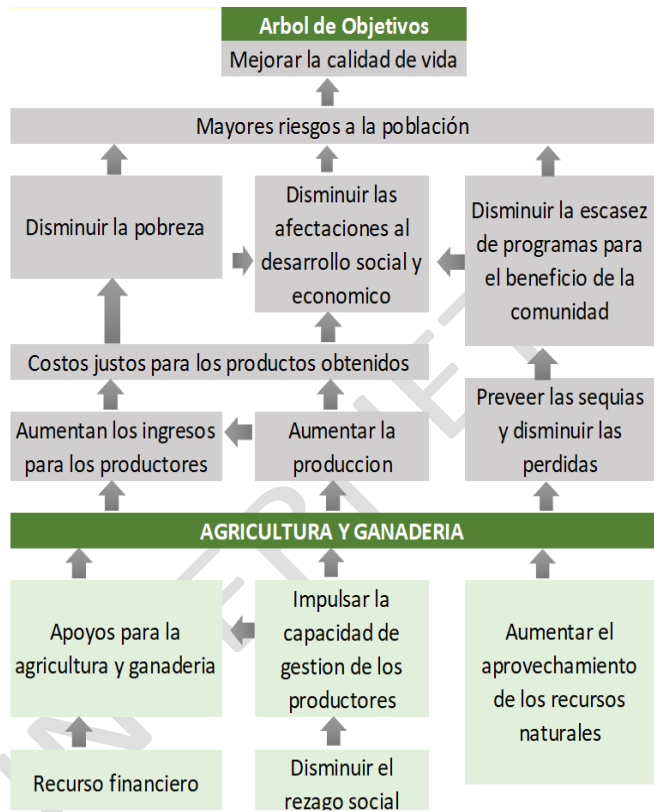 Arbol de Objetivos
Mejorar la calidad de vida
Mayores riesgos a la población
Disminuir la pobreza
Disminuir las
afectaciones al
desarrollo social y
economico
Disminuir la escasez
de programas para
el beneficio de la
comunidad
Costos justos para los productos obtenidos
Aumentan los ingresos
para los productores
Aumentar la
produccion
Preveer las sequias
y disminuir las
perdidas
AGRICULTURA Y GANADERIA
Apoyos para la
agricultura y ganaderia
Impulsar la
capacidad de
gestion de los
productores
Aumentar el
aprovechamiento
de los recursos
naturales
Recurso financiero
Disminuir el
rezago social